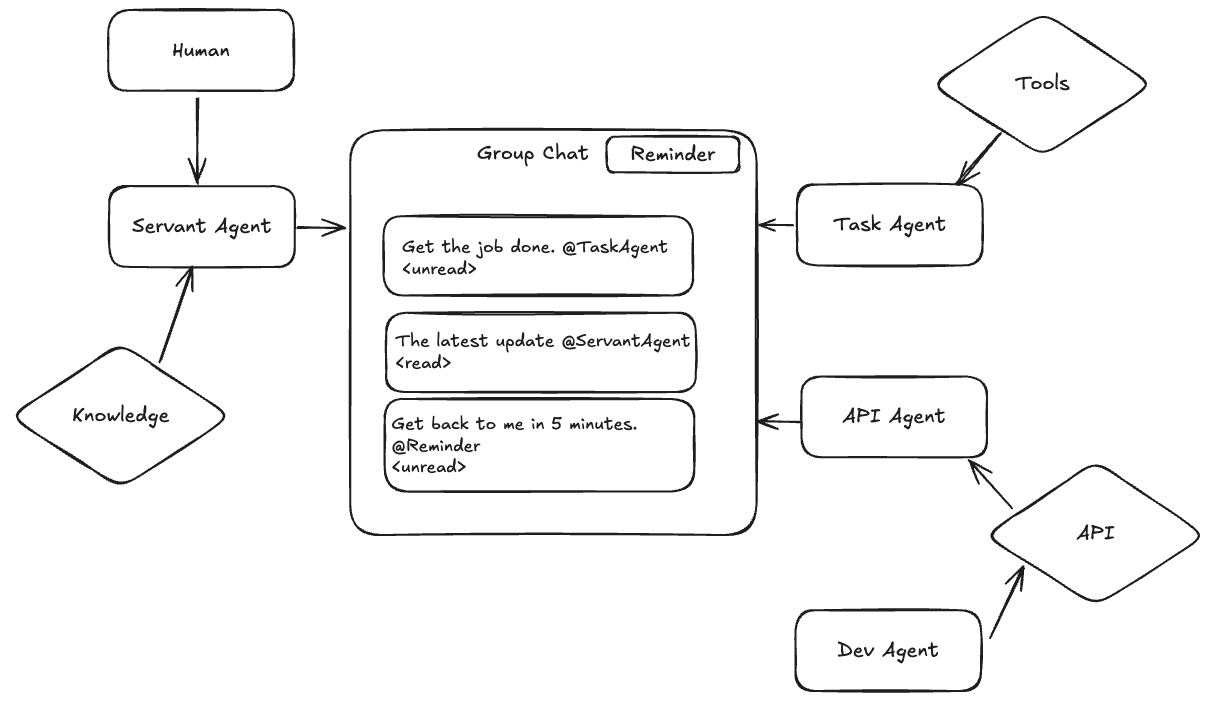 Human
Tools
Group Chat
Reminder
Servant Agent
Task Agent
Get the job done. @TaskAgent
<unread>
The latest update @ServantAgent
<read>
Knowledge
API Agent
Get back to me in 5 minutes.
@Reminder
<unread>
API
Dev Agent